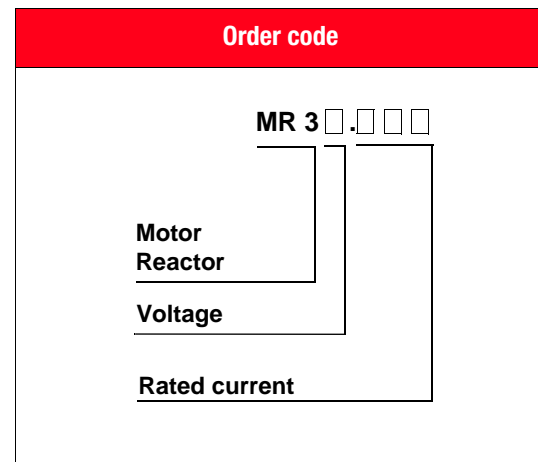 Order code
MR 3□.□□□
Motor
Reactor
Voltage
Rated current